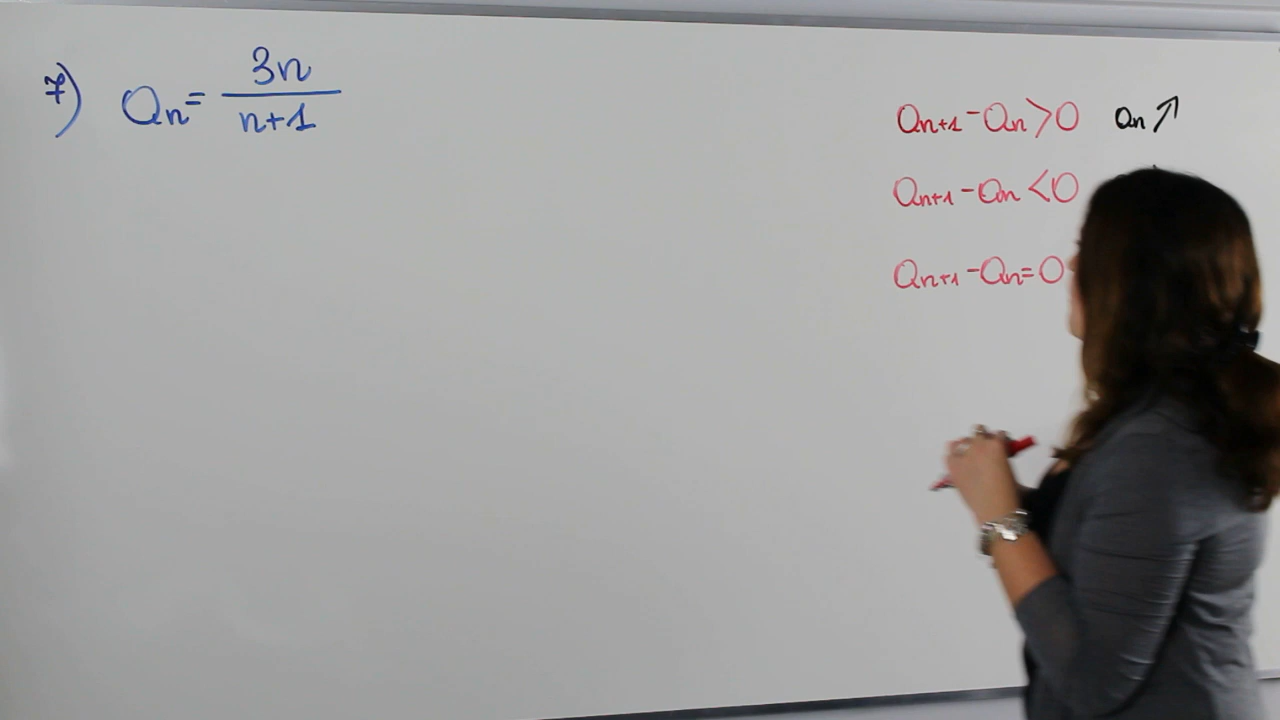 7) an = 3n / n+1
an+1 - an > 0 an ↗
an+1 - an < 0
an+1 - an = 0